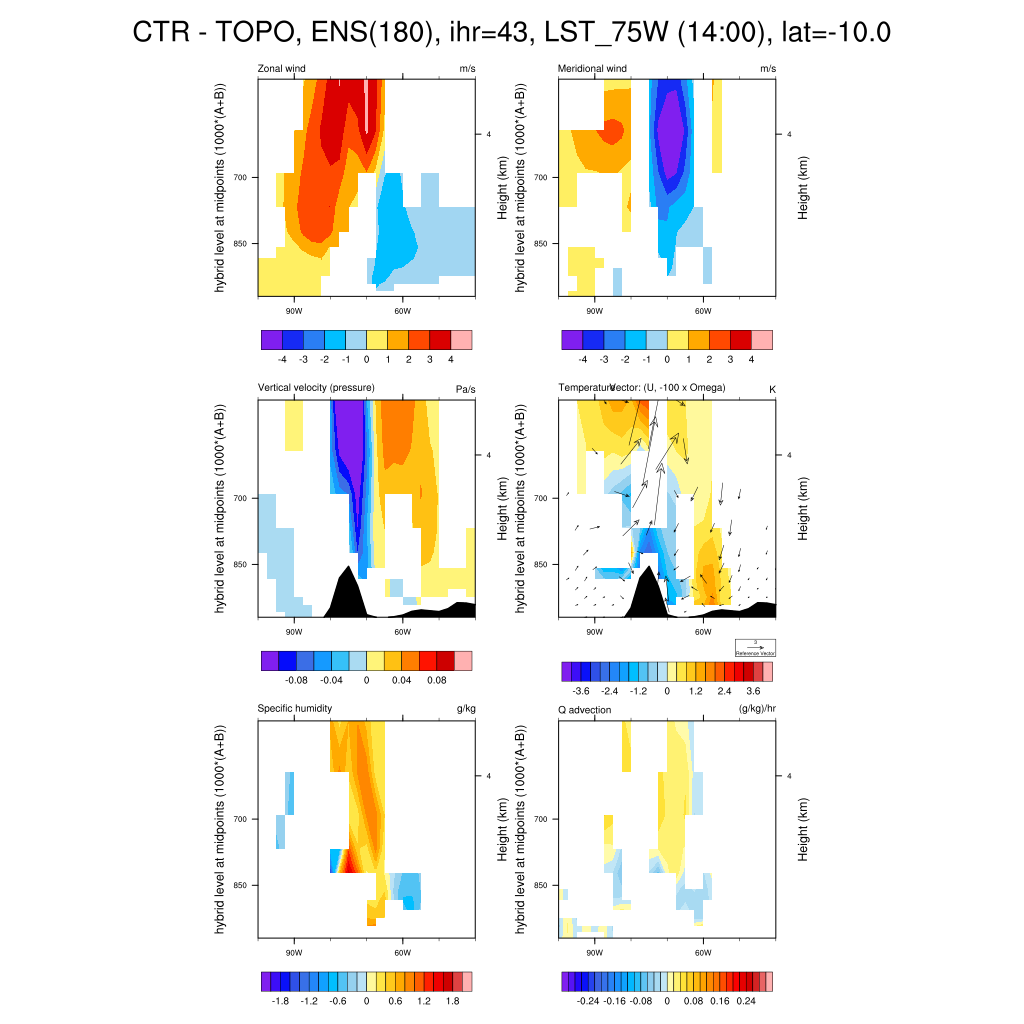 CTR - TOPO, ENS(180), ihr=43, LST_75W (14:00), lat=-10.0
Zonal wind m/s
hybrid level at midpoints (1000*(A+B))
700
850
4
Height (km)
90W 60W
-4 -3 -2 -1 0 1 2 3 4
Meridional wind m/s
hybrid level at midpoints (1000*(A+B))
700
850
4
Height (km)
90W 60W
-4 -3 -2 -1 0 1 2 3 4
Vertical velocity (pressure) Pa/s
hybrid level at midpoints (1000*(A+B))
700
850
4
Height (km)
90W 60W
-0.08 -0.04 0 0.04 0.08
Temperature Vector: (U, -100 x Omega) K
hybrid level at midpoints (1000*(A+B))
700
850
4
Height (km)
90W 60W
3
Reference Vector
-3.6 -2.4 -1.2 0 1.2 2.4 3.6
Specific humidity g/kg
hybrid level at midpoints (1000*(A+B))
700
850
4
Height (km)
90W 60W
-1.8 -1.2 -0.6 0 0.6 1.2 1.8
Q advection (g/kg)/hr
hybrid level at midpoints (1000*(A+B))
700
850
4
Height (km)
90W 60W
-0.24 -0.16 -0.08 0 0.08 0.16 0.24